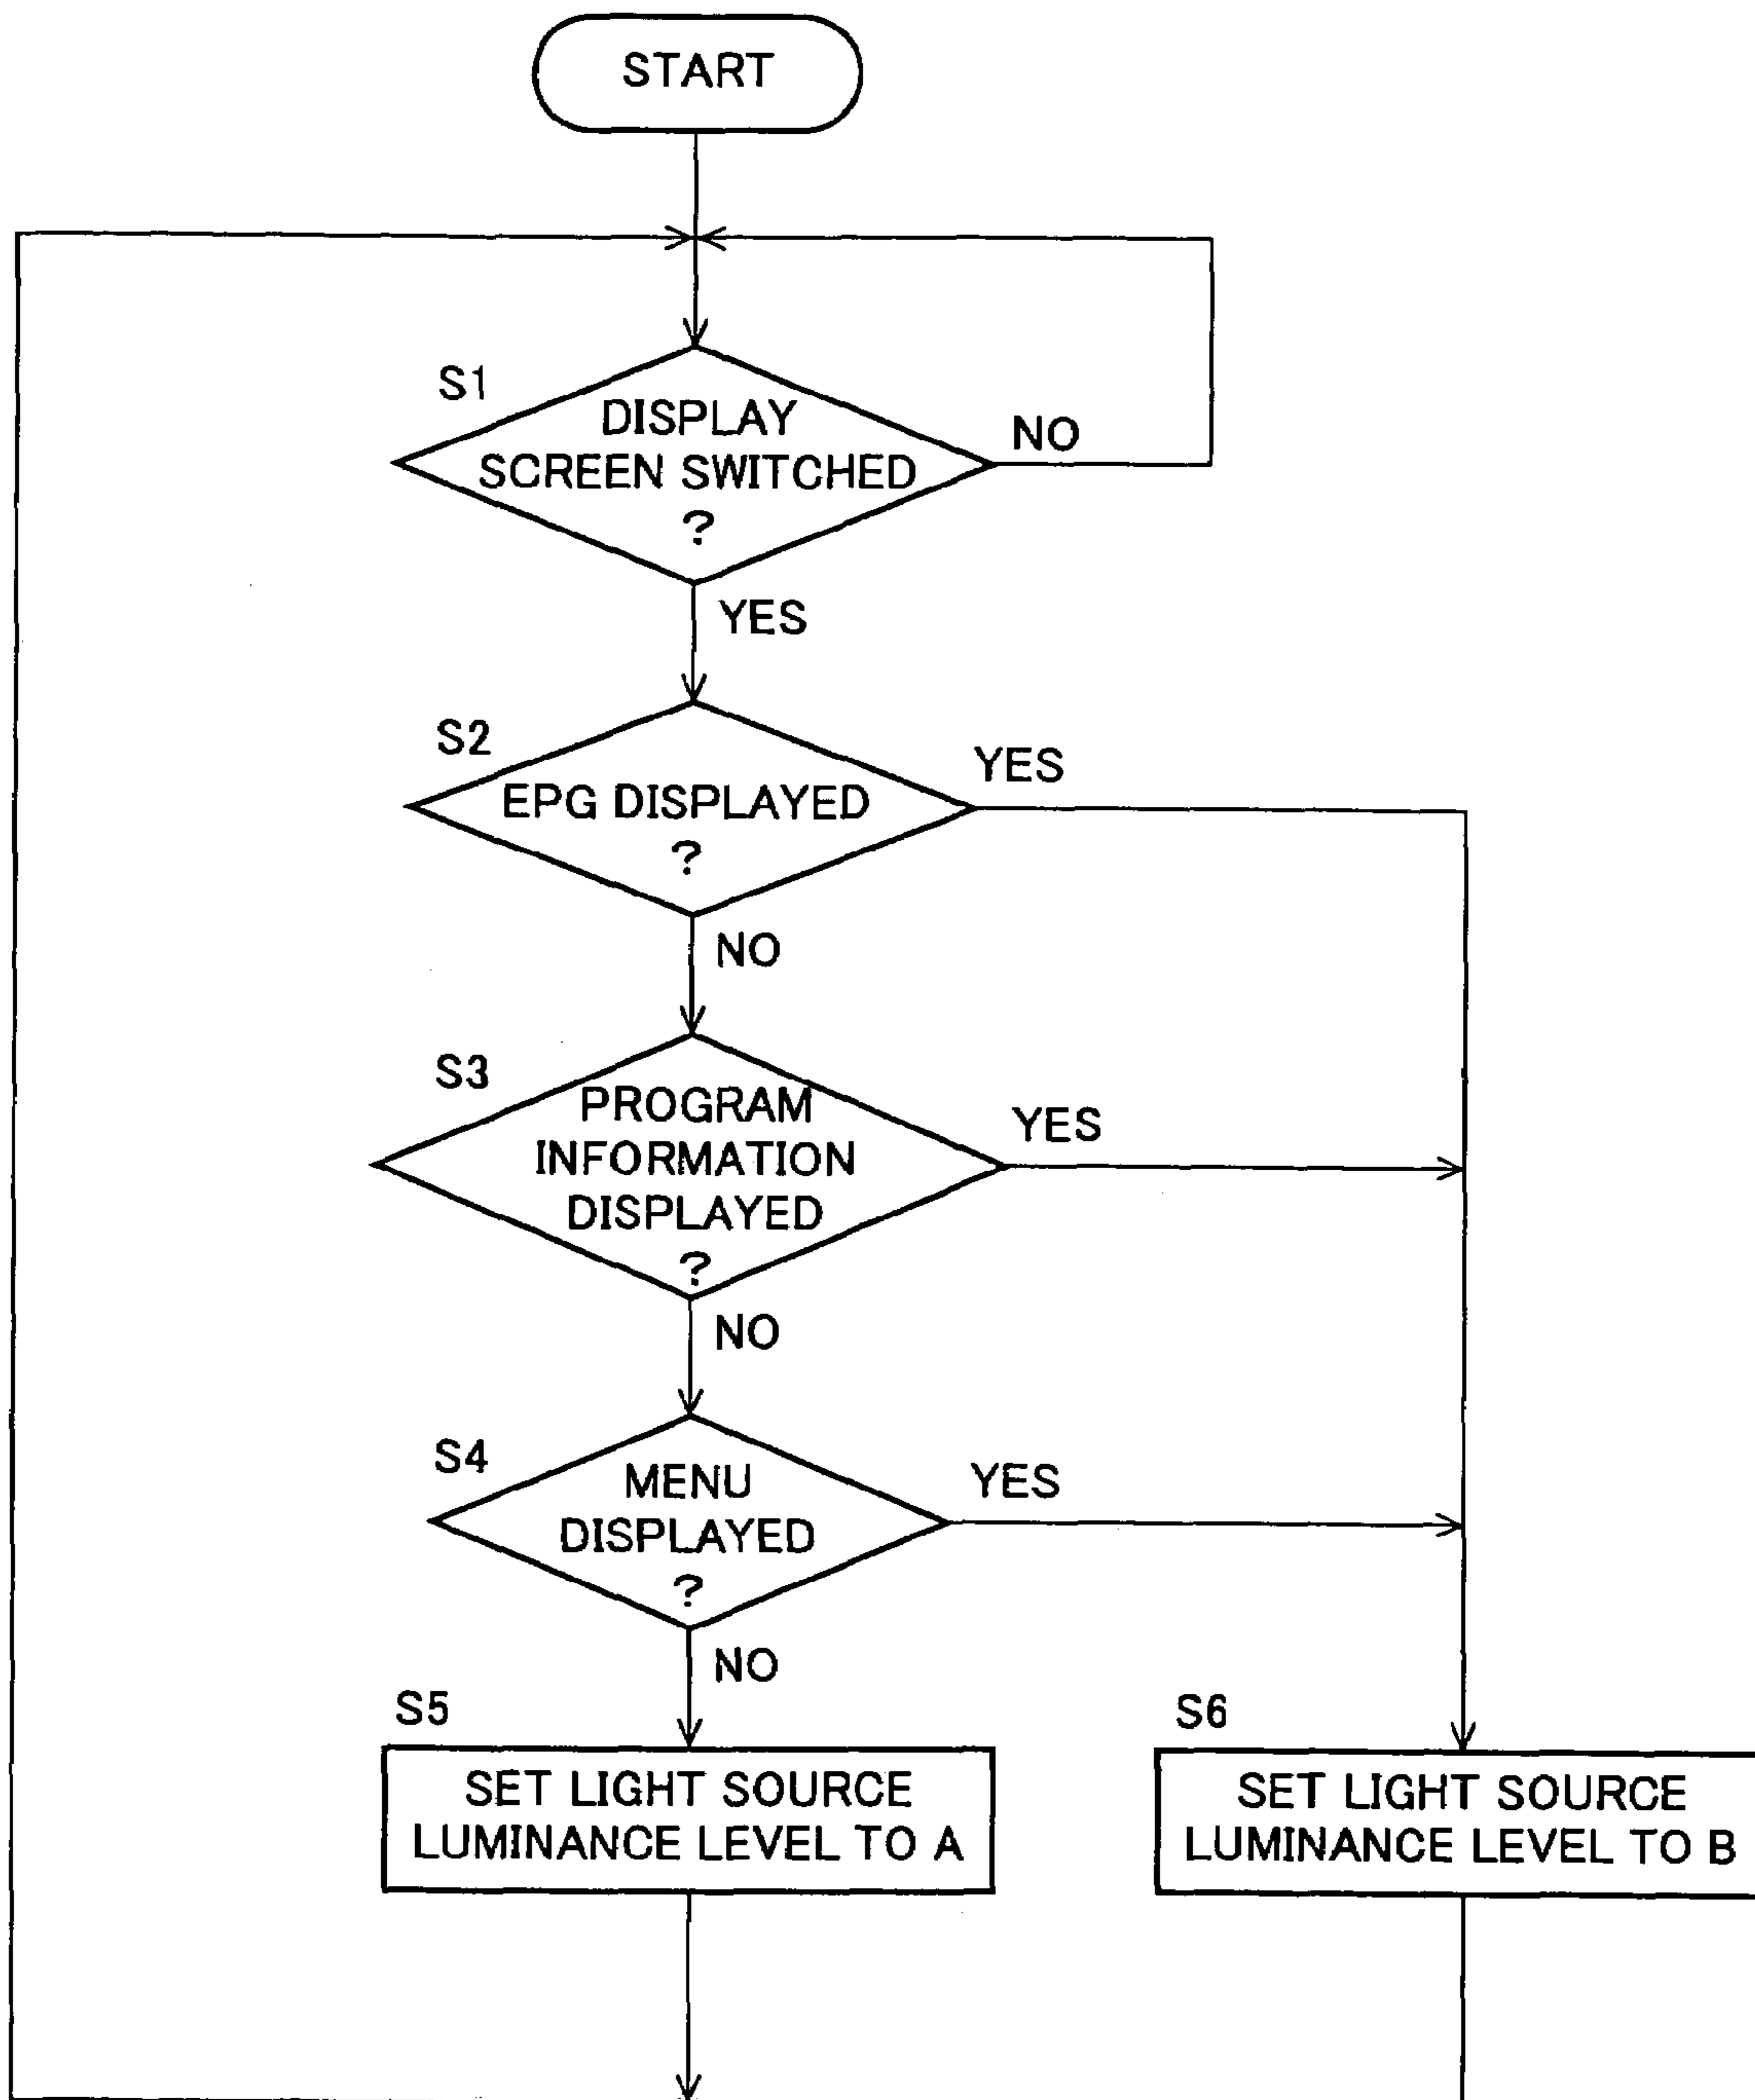 START
S1
DISPLAY
SCREEN SWITCHED
?
NO
YES
S2
EPG DISPLAYED
?
YES
NO
S3
PROGRAM
INFORMATION
DISPLAYED
?
YES
NO
S4
MENU
DISPLAYED
?
YES
NO
S5
SET LIGHT SOURCE
LUMINANCE LEVEL TO A
S6
SET LIGHT SOURCE
LUMINANCE LEVEL TO B